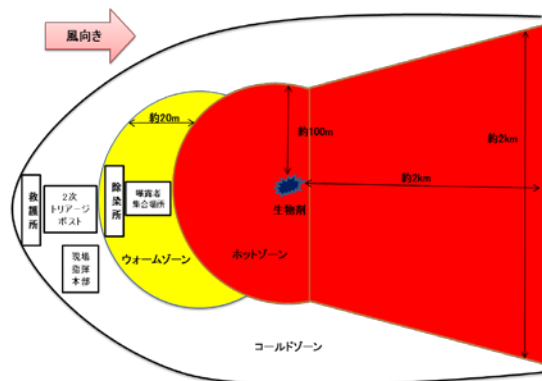 風向き
約20m
約100m
約2km
約2km
救護所
2次
トリアージ
ポスト
除染所
曝露者
集合場所
生物剤
現場
指揮
本部
ウォームゾーン
ホットゾーン
コールドゾーン